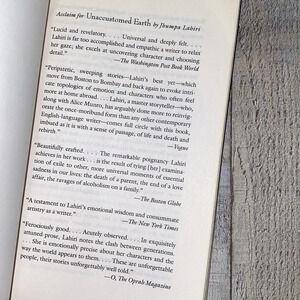 Acclaim for Unaccustomed Earth by Jhumpa Lahiri
"Lucid and revelatory. . . . Universal and deeply felt. . . .
Lahiri is far too accomplished and empathic a writer to relax
her gaze; she excels at uncovering character and choosing
detail."
—The Washington Post Book World
"Peripatetic, sweeping stories—Lahiri's best yet—which
move from Boston to Bombay and back again to evoke intri-
cate topologies of emotion and characters who often feel
more at home abroad. . . . Lahiri, a master storyteller—who,
along with Alice Munro, has arguably done more to reinvigo-
rate the once-moribund form than any other contemporary
English-language writer—comes full circle with this book,
imbued as it is with a sense of passage, of life and death and
rebirth."
—Vogue
"Beautifully crafted. . . . The remarkable poignancy Lahiri
achieves in her work . . . is the result of tying [her] examina-
tion of exile to other, more universal moments of essential
sadness in our lives: the death of a parent, the end of a love
affair, the ravages of alcoholism on a family."
—The Boston Globe
"A testament to Lahiri's emotional wisdom and consummate
artistry as a writer."
—The New York Times
"Ferociously good. . . . Acutely observed. . . . In exquisitely
attuned prose, Lahiri notes the clash between generations.
. . . She is emotionally precise about her characters and the
way the world appears to them. . . . These are unforgettable
people, their stories unforgettably well told."
—O, The Oprah Magazine